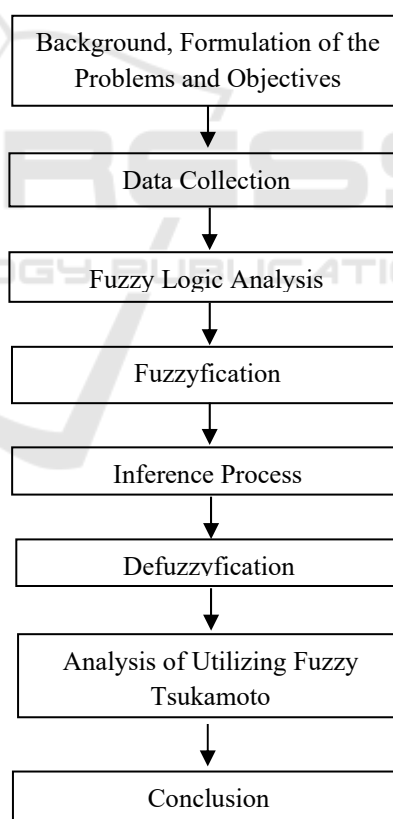 Background, Formulation of the
Problems and Objectives
Data Collection
Fuzzy Logic Analysis
Fuzzyfication
Inference Process
Defuzzyfication
Analysis of Utilizing Fuzzy
Tsukamoto
Conclusion